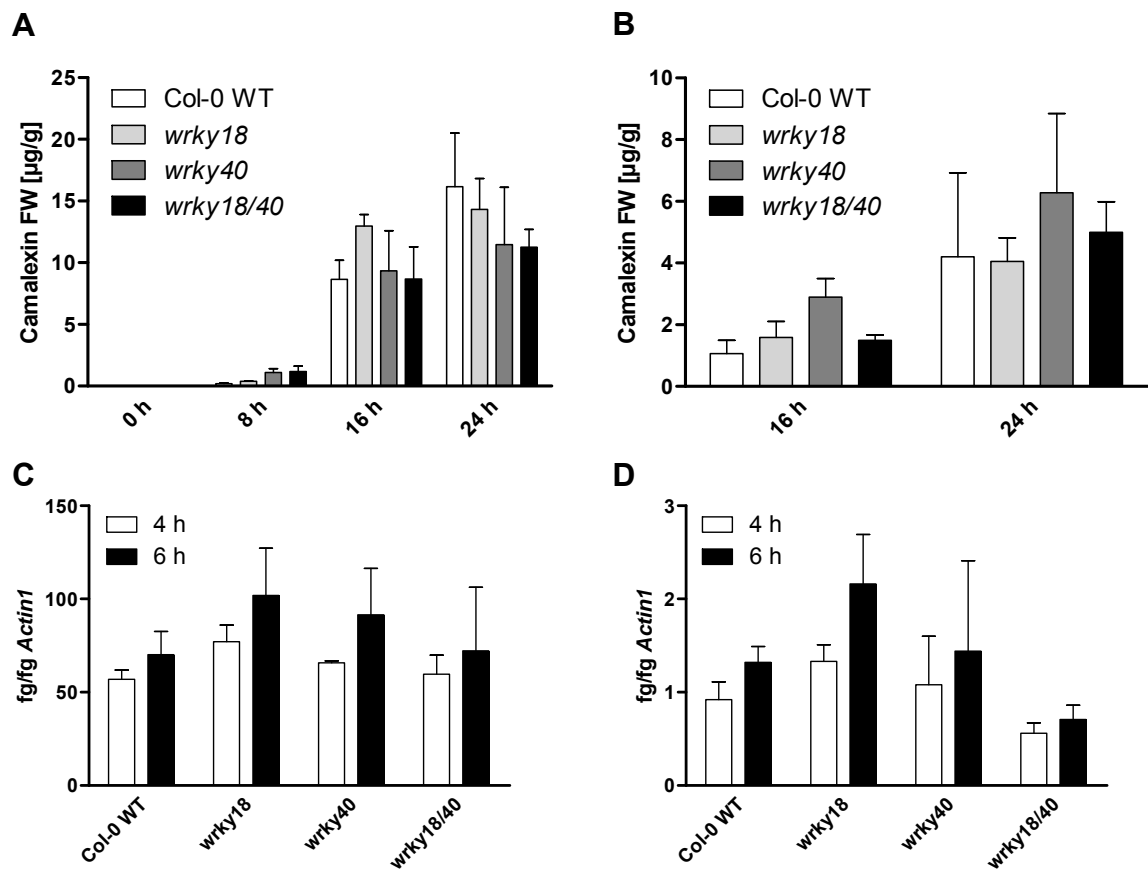 A
Camalexin FW [µg/g]
25
20
15
10
5
0
Col-0 WT
wrky18
wrky40
wrky18/40
0 h
8 h
16 h
24 h
B
Camalexin FW [µg/g]
10
8
6
4
2
0
Col-0 WT
wrky18
wrky40
wrky18/40
16 h
24 h
C
fg/fg Actin1
150
100
50
0
4 h
6 h
Col-0 WT
wrky18
wrky40
wrky18/40
D
fg/fg Actin1
3
2
1
0
4 h
6 h
Col-0 WT
wrky18
wrky40
wrky18/40